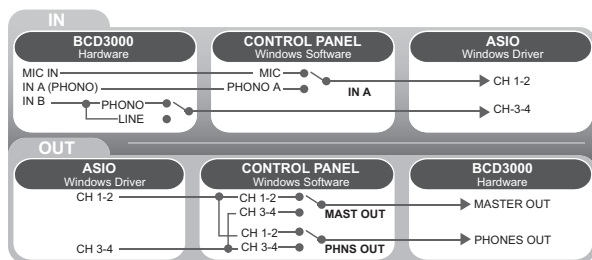 IN
BCD3000
Hardware
CONTROL PANEL
Windows Software
ASIO
Windows Driver
MIC IN
MIC
IN A (PHONO)
PHONO A
IN A
CH 1-2
IN B
PHONO
LINE
CH-3-4
OUT
ASIO
Windows Driver
CONTROL PANEL
Windows Software
BCD3000
Hardware
CH 1-2
CH 1-2
CH 3-4
MAST OUT
MASTER OUT
CH 1-2
CH 3-4
CH 3-4
PHNS OUT
PHONES OUT